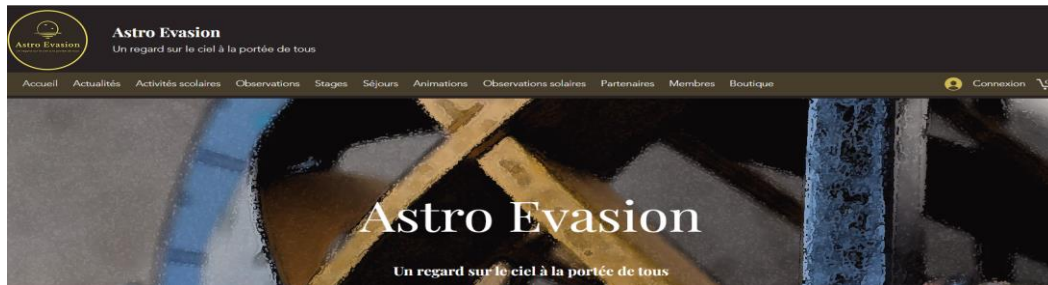 Astro Evasion
Astro Evasion
Un regard sur le ciel à la portée de tous
Accueil Actualités Activités scolaires Observations Stages Séjours Animations Observations solaires Partenaires Membres Boutique Connexion
Astro Evasion
Un regard sur le ciel à la portée de tous